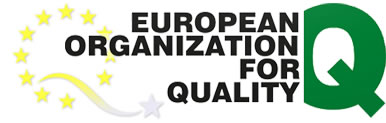 EUROPEAN
ORGANIZATION
FOR
QUALITY
Q